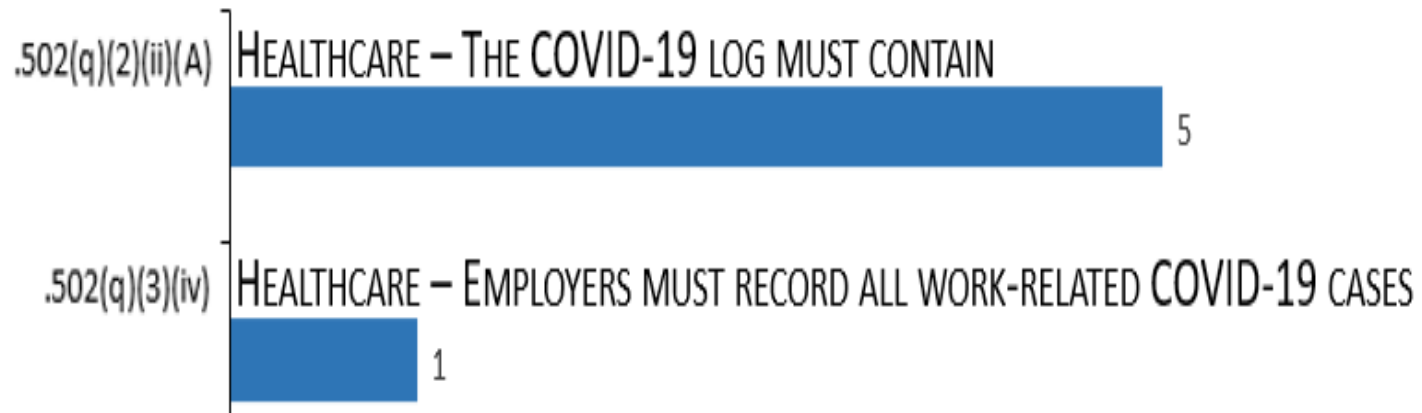 .502(q)(2)(ii)(A) HEALTHCARE – THE COVID-19 LOG MUST CONTAIN
5
.502(q)(3)(iv) HEALTHCARE – EMPLOYERS MUST RECORD ALL WORK-RELATED COVID-19 CASES
1